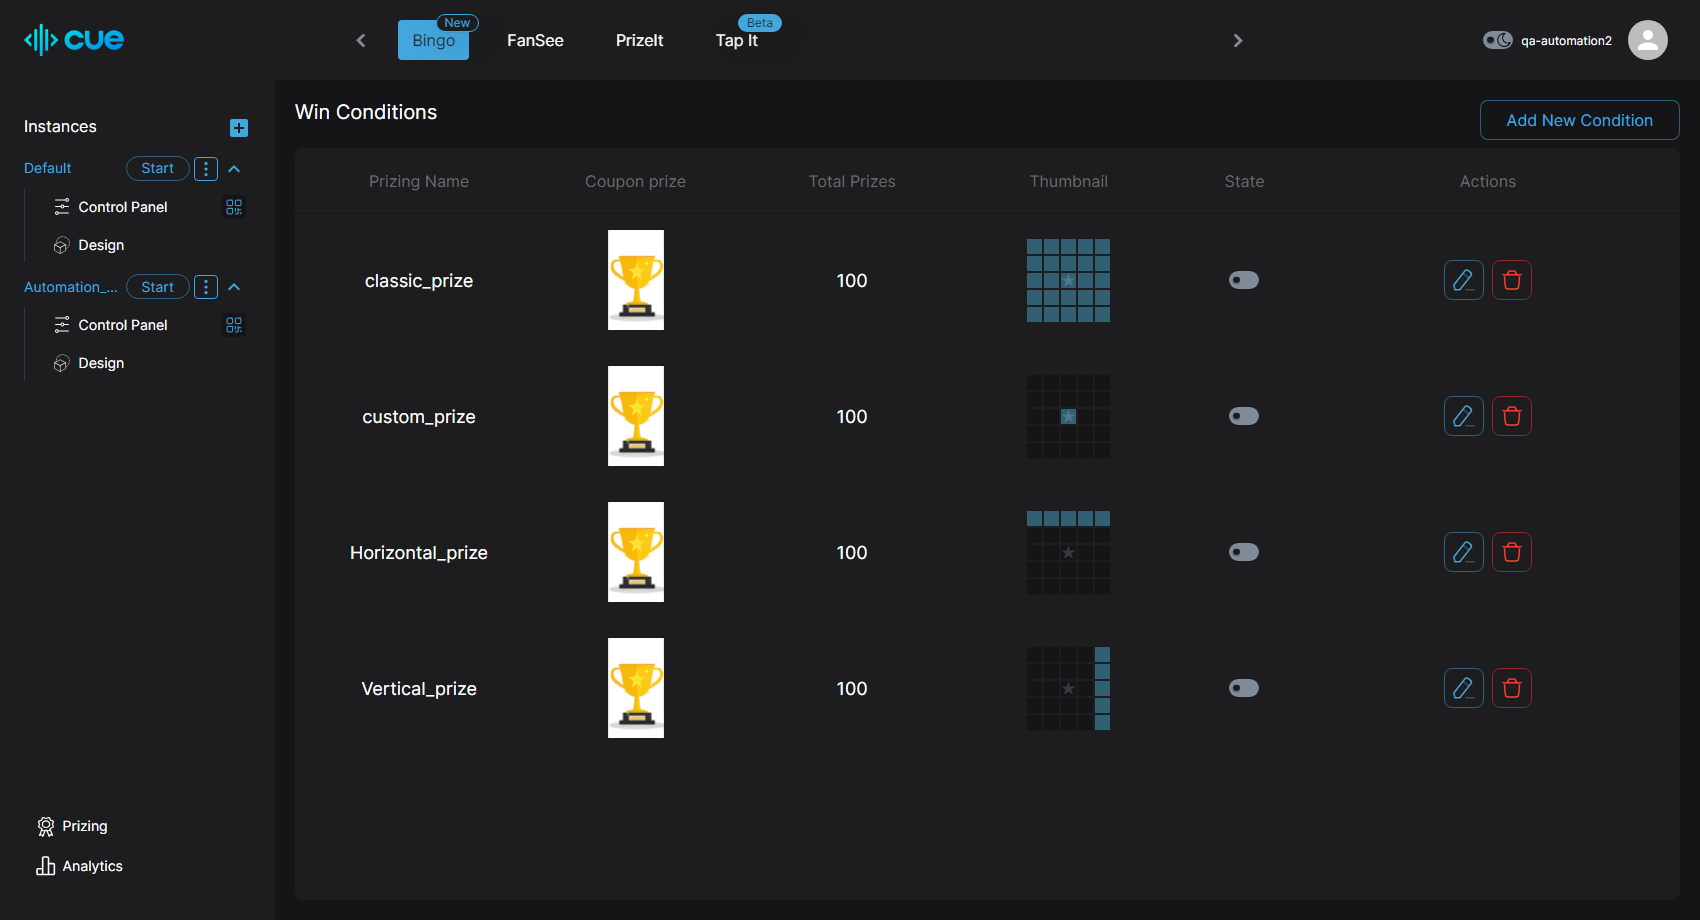 cue
Bingo
New
FanSee
PrizeIt
Tap It
Beta
qa-automation2
Instances
Default
Start
Control Panel
Design
Automation_...
Start
Control Panel
Design
Prizing
Analytics
Win Conditions
Add New Condition
Prizing Name Coupon prize Total Prizes Thumbnail State Actions
classic_prize 100
custom_prize 100
Horizontal_prize 100
Vertical_prize 100